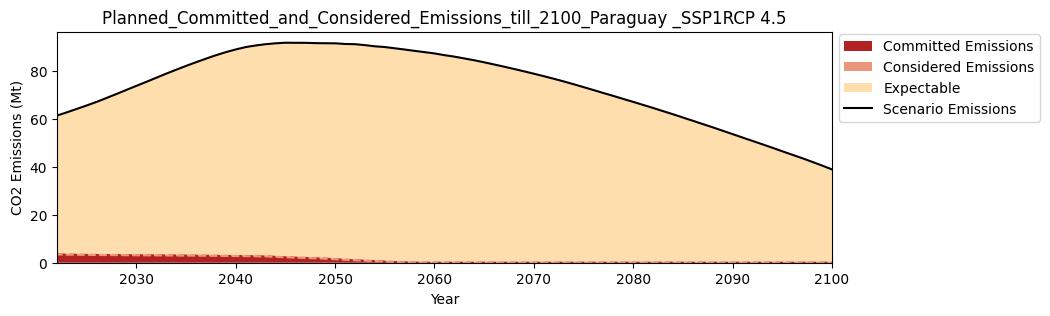 Planned_Committed_and_Considered_Emissions_till_2100_Paraguay _SSP1RCP 4.5
CO2 Emissions (Mt)
80
60
40
20
0
2030 2040 2050 2060 2070 2080 2090 2100
Year
Committed Emissions
Considered Emissions
Expectable
Scenario Emissions